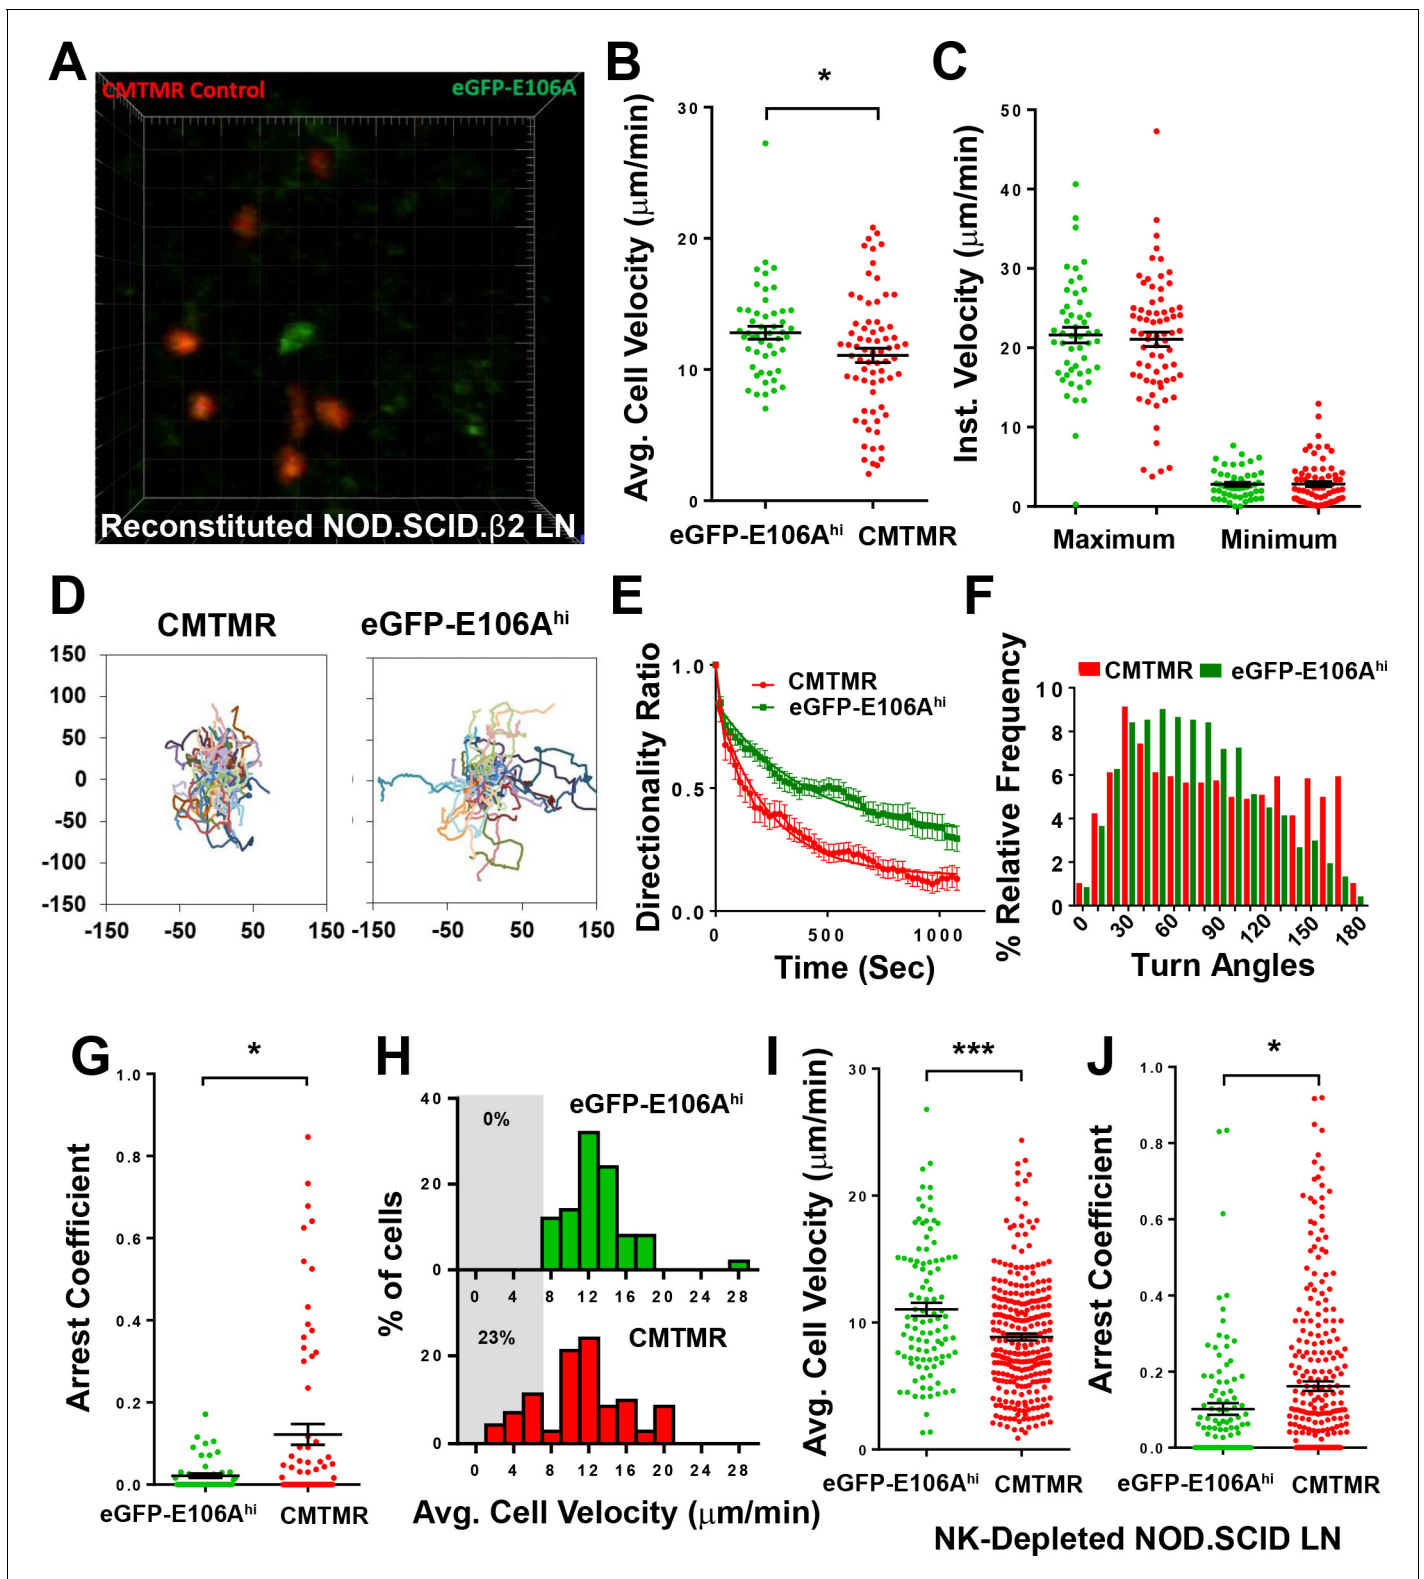 A
CMTMR Control
eGFP-E106A
Reconstituted NOD.SCID.β2 LN
B
*
Avg. Cell Velocity (μm/min)
30
20
10
0
eGFP-E106Ahi CMTMR
C
Inst. Velocity (μm/min)
50
40
30
20
10
0
Maximum Minimum
D
CMTMR
150
100
50
0
-50
-100
-150
-150 -50 50 150
eGFP-E106Ahi
-150 -50 50 150
E
Directionality Ratio
1.0
0.5
0.0
CMTMR
eGFP-E106Ahi
0 500 1000
Time (Sec)
F
CMTMR eGFP-E106Ahi
% Relative Frequency
10
8
6
4
2
0
0 30 60 90 120 150 180
Turn Angles
G
*
Arrest Coefficient
1.0
0.8
0.6
0.4
0.2
0.0
eGFP-E106Ahi CMTMR
H
% of cells
40
20
0
0%
eGFP-E106Ahi
0 4 8 12 16 20 24 28
20
0
23%
CMTMR
0 4 8 12 16 20 24 28
Avg. Cell Velocity (μm/min)
I
***
Avg. Cell Velocity (μm/min)
30
20
10
0
eGFP-E106Ahi CMTMR
J
*
Arrest Coefficient
1.0
0.8
0.6
0.4
0.2
0.0
eGFP-E106Ahi CMTMR
NK-Depleted NOD.SCID LN